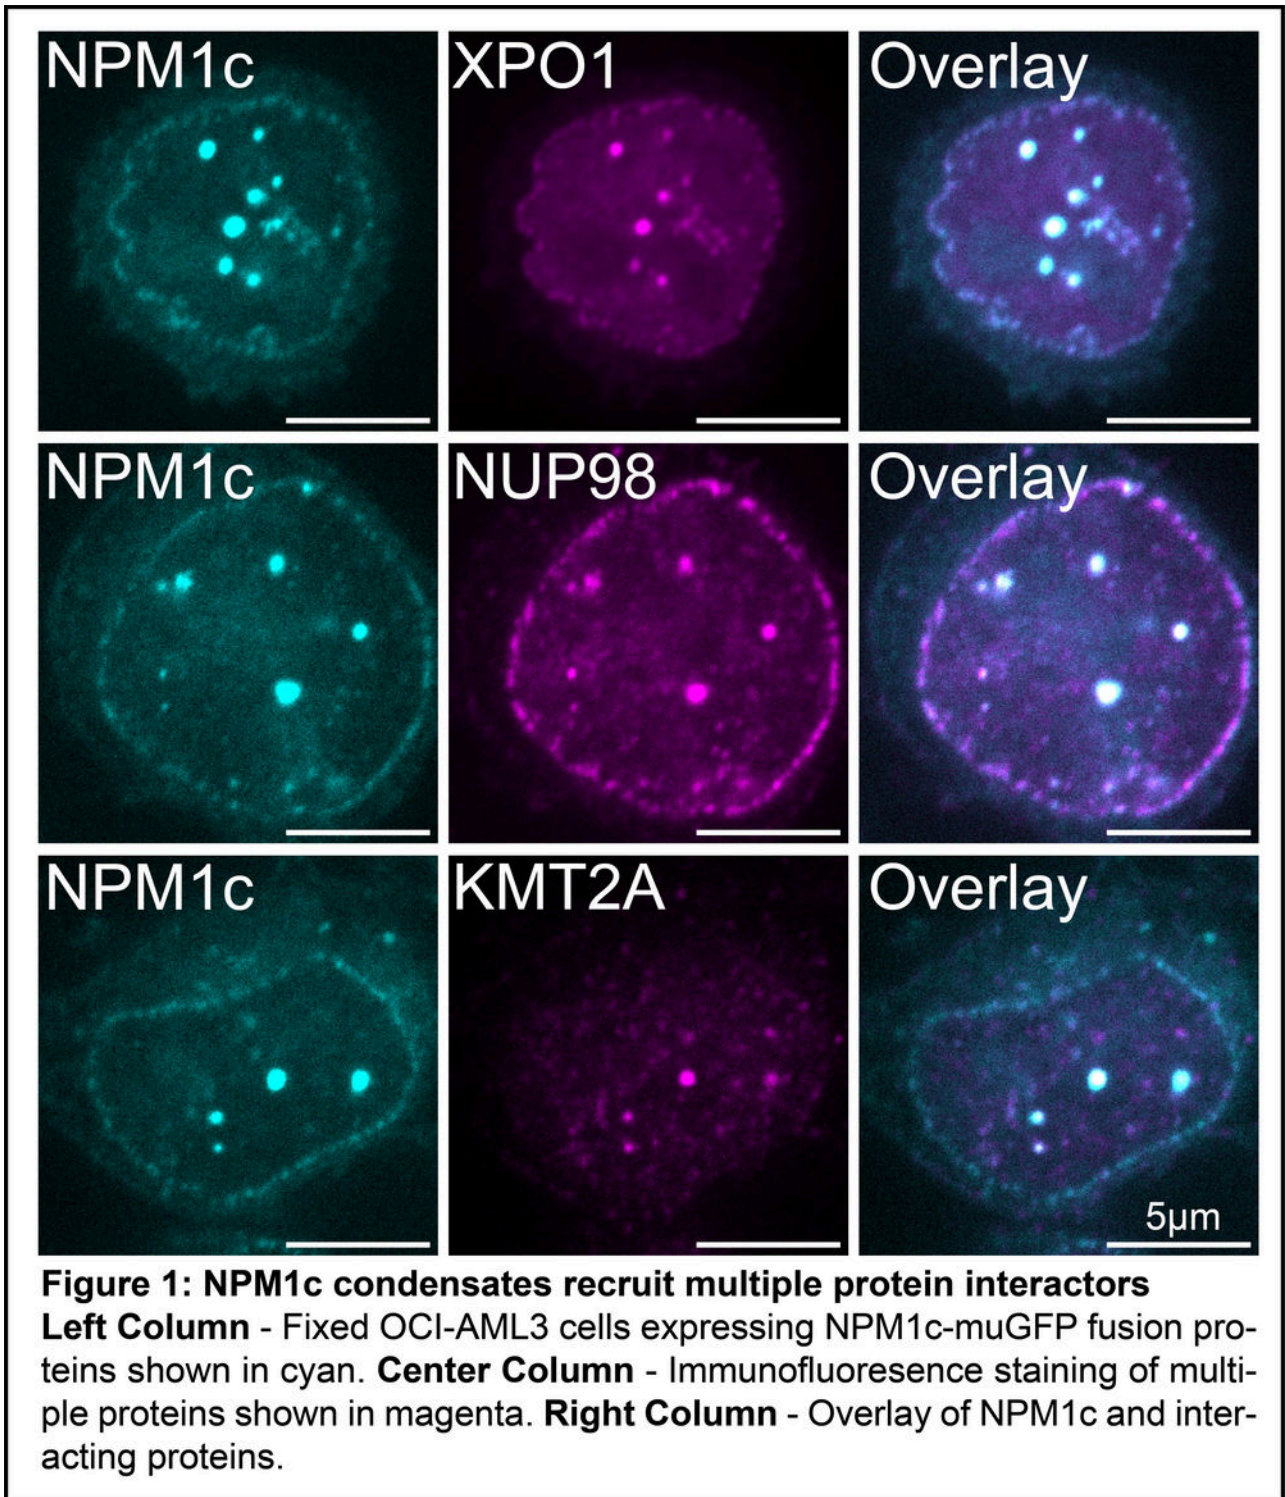 NPM1c
XPO1
Overlay
NPM1c
NUP98
Overlay
NPM1c
KMT2A
Overlay
5µm
Figure 1: NPM1c condensates recruit multiple protein interactors
Left Column - Fixed OCI-AML3 cells expressing NPM1c-muGFP fusion pro-
teins shown in cyan. Center Column - Immunofluoresence staining of multi-
ple proteins shown in magenta. Right Column - Overlay of NPM1c and inter-
acting proteins.